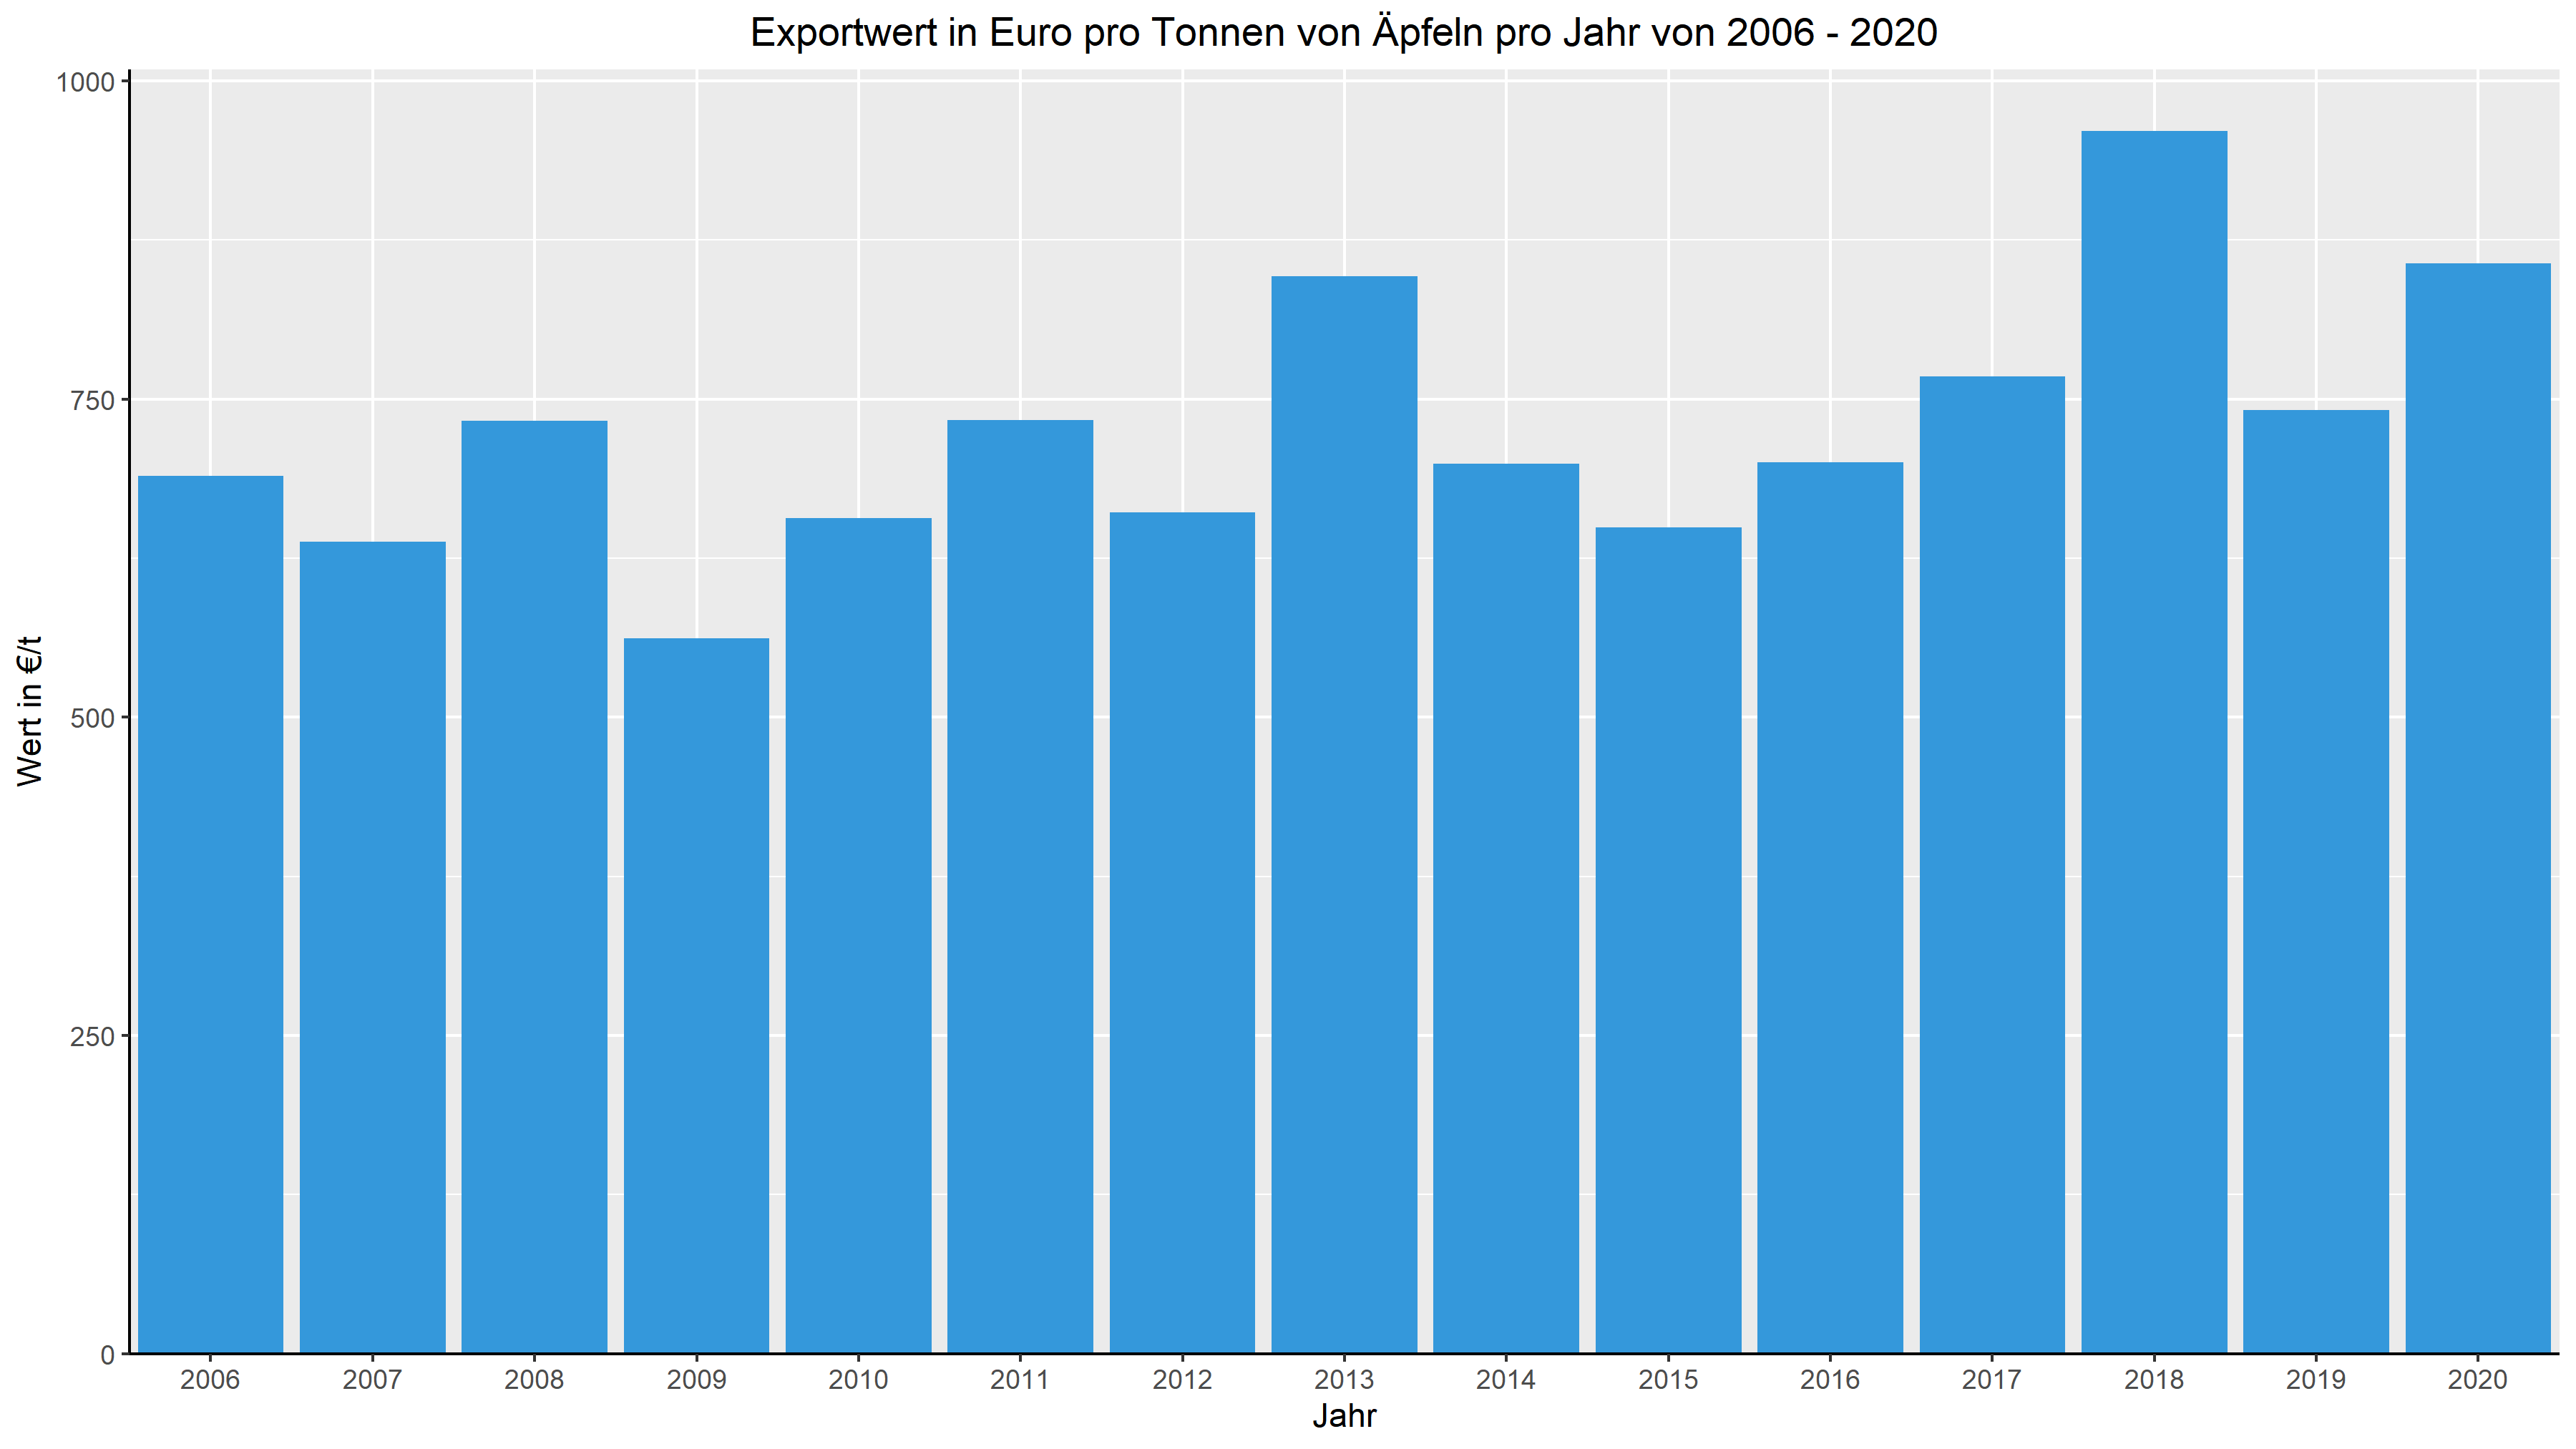 Exportwert in Euro pro Tonnen von Äpfeln pro Jahr von 2006 - 2020
1000
750
500
250
0
Wert in €/t
2006 2007 2008 2009 2010 2011 2012 2013 2014 2015 2016 2017 2018 2019 2020
Jahr